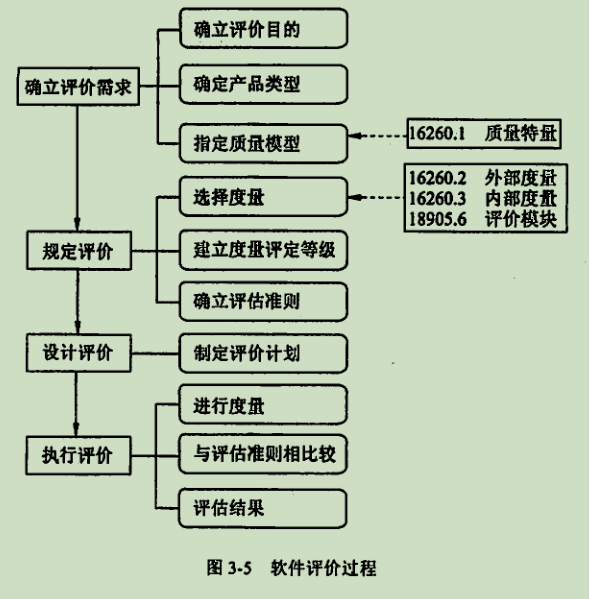 确立评价目的
确立评价需求
确定产品类型
指定质量模型
16260.1 质量特量
选择度量
16260.2 外部度量
16260.3 内部度量
18905.6 评价模块
规定评价
建立度量评定等级
确立评估准则
设计评价
制定评价计划
进行度量
执行评价
与评估准则相比较
评估结果
图 3-5 软件评价过程